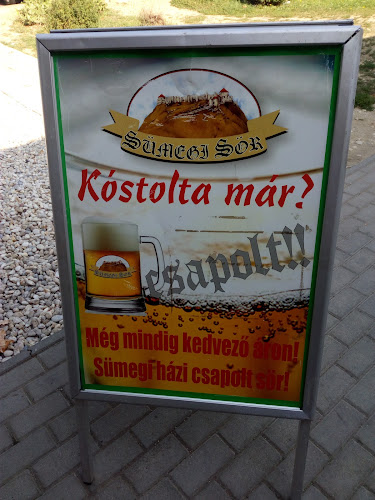 SÜMEGI SÖR
Kóstolta már?
csapolt!!
Még mindig kedvező áron!
Sümegi házi csapolt sör!